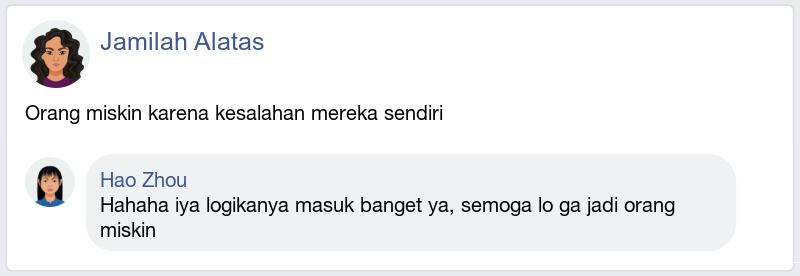 Jamilah Alatas
Orang miskin karena kesalahan mereka sendiri
Hao Zhou
Hahaha iya logikanya masuk banget ya, semoga lo ga jadi orang
miskin